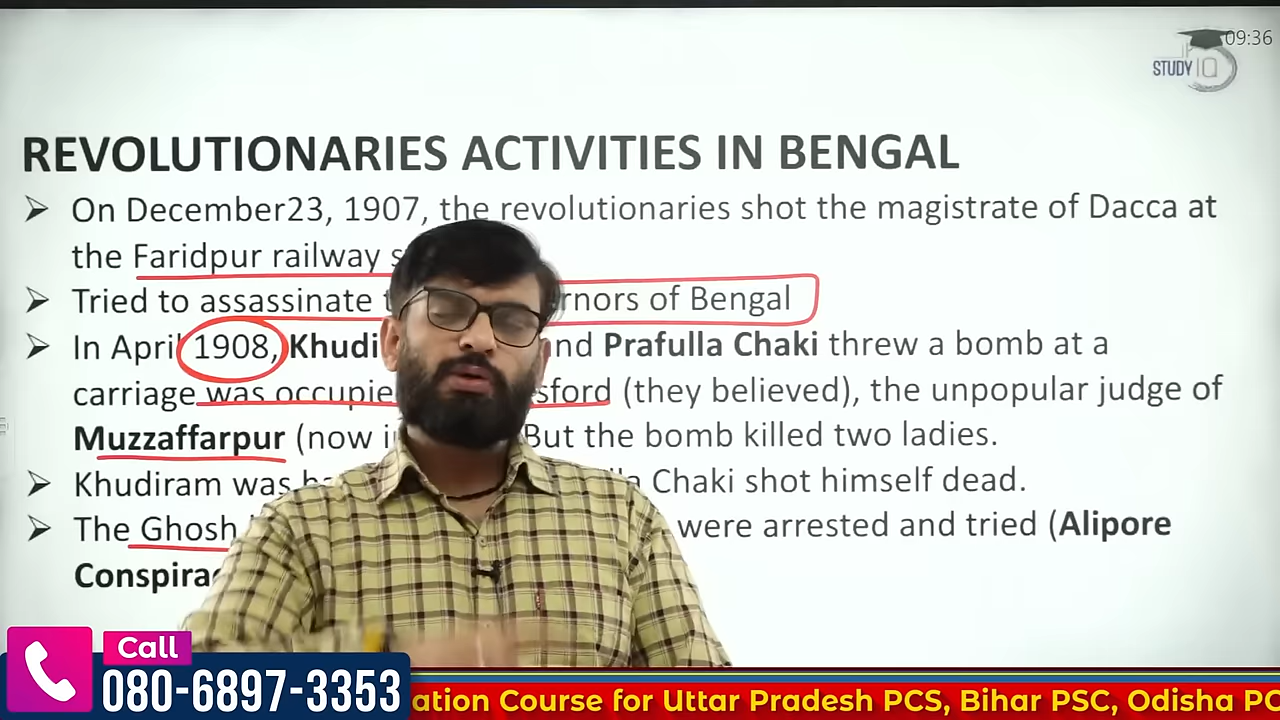 09:36
STUDY IQ
REVOLUTIONARIES ACTIVITIES IN BENGAL
➢ On December23, 1907, the revolutionaries shot the magistrate of Dacca at
the Faridpur railway s
➢ Tried to assassinate t rnors of Bengal
➢ In April 1908, Khudi nd Prafulla Chaki threw a bomb at a
carriage was occupie sford (they believed), the unpopular judge of
Muzzaffarpur (now i But the bomb killed two ladies.
➢ Khudiram was ha a Chaki shot himself dead.
➢ The Ghosh were arrested and tried (Alipore
Conspirac
Call
080-6897-3353
ation Course for Uttar Pradesh PCS, Bihar PSC, Odisha PC